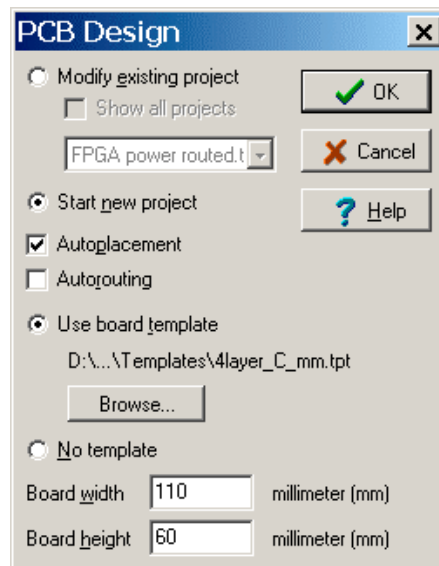 PCB Design
Modify existing project
OK
Show all projects
FPGA power routed.t
Cancel
Start new project
Help
Autoplacement
Autorouting
Use board template
D:\...\Templates\4layer_C_mm.tpt
Browse...
No template
Board width 110 millimeter (mm)
Board height 60 millimeter (mm)